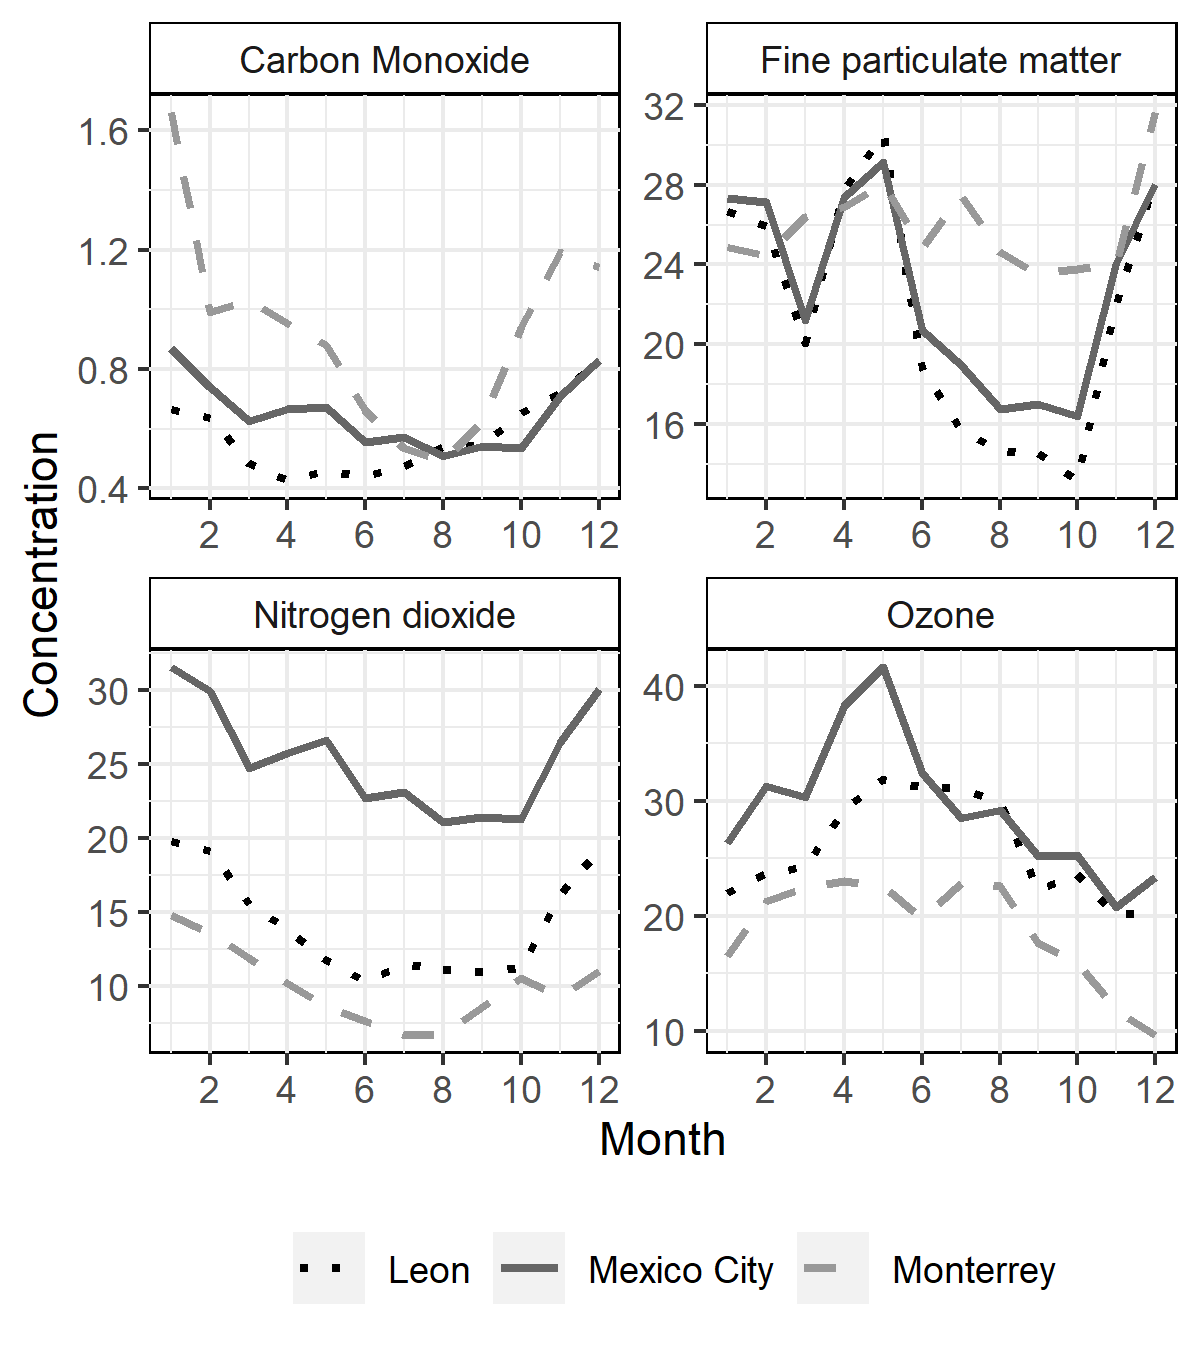 Carbon Monoxide
Fine particulate matter
1.6
1.2
0.8
0.4
2 4 6 8 10 12
32
28
24
20
16
2 4 6 8 10 12
Concentration
Nitrogen dioxide
Ozone
30
25
20
15
10
2 4 6 8 10 12
40
30
20
10
2 4 6 8 10 12
Month
Leon Mexico City Monterrey